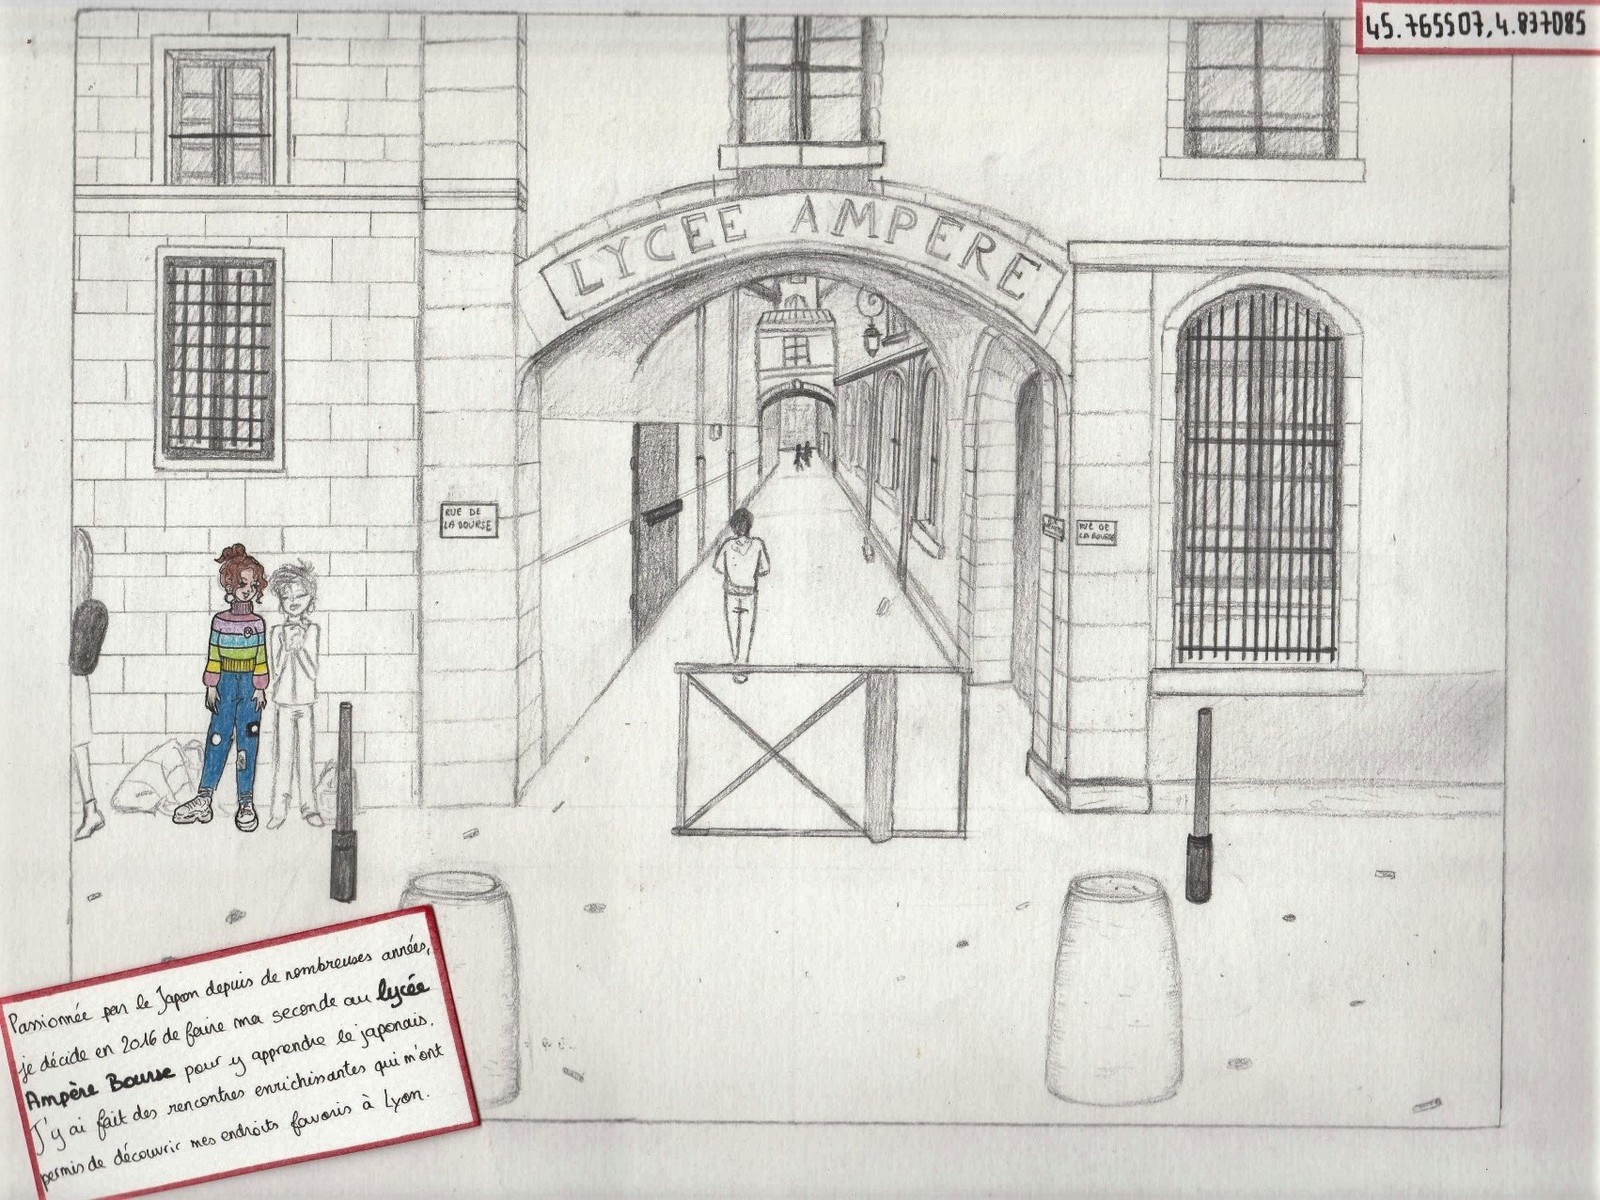 45.765507,4.837085
LYCEE AMPERE
RUE DE
LA BOURSE
RUE DE
LA BOURSE
Passionnée par le Japon depuis de nombreuses années,
je décide en 2016 de faire ma seconde au lycée
Ampère Bourse pour y apprendre le japonais.
J'y ai fait des rencontres enrichissantes qui m'ont
permis de découvrir mes endroits favoris à Lyon.